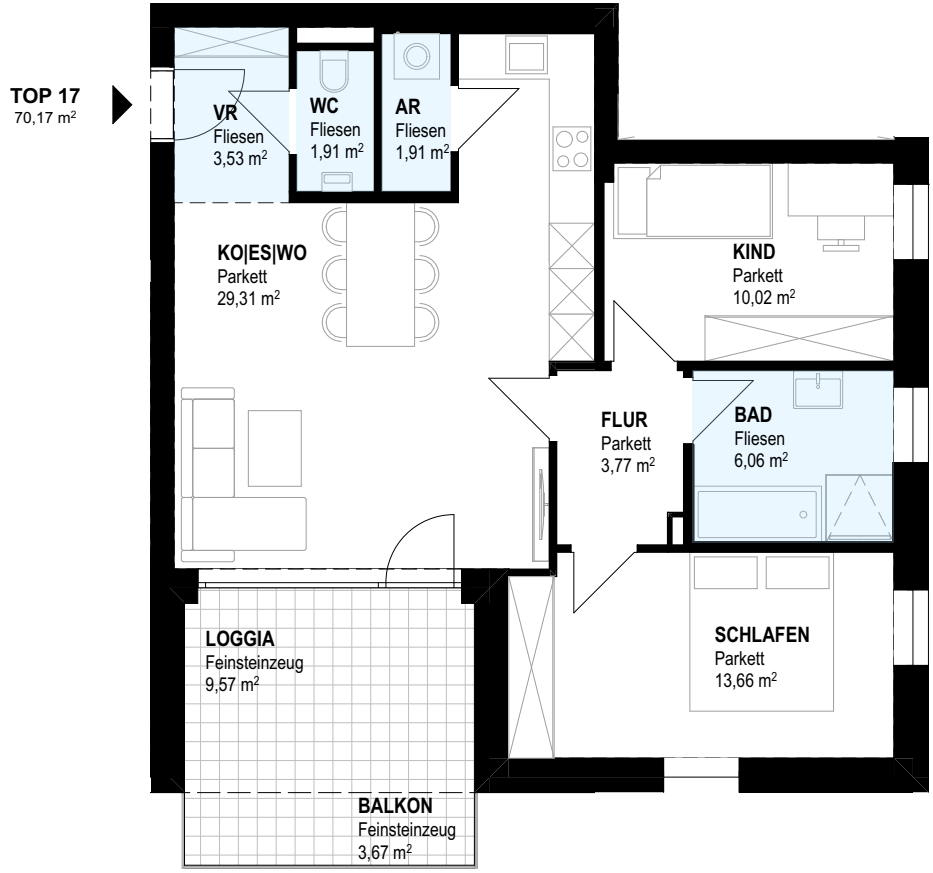 TOP 17
70,17 m²
VR
Fliesen
3,53 m²
WC
Fliesen
1,91 m²
AR
Fliesen
1,91 m²
KO|ES|WO
Parkett
29,31 m²
KIND
Parkett
10,02 m²
FLUR
Parkett
3,77 m²
BAD
Fliesen
6,06 m²
LOGGIA
Feinsteinzeug
9,57 m²
SCHLAFEN
Parkett
13,66 m²
BALKON
Feinsteinzeug
3,67 m²